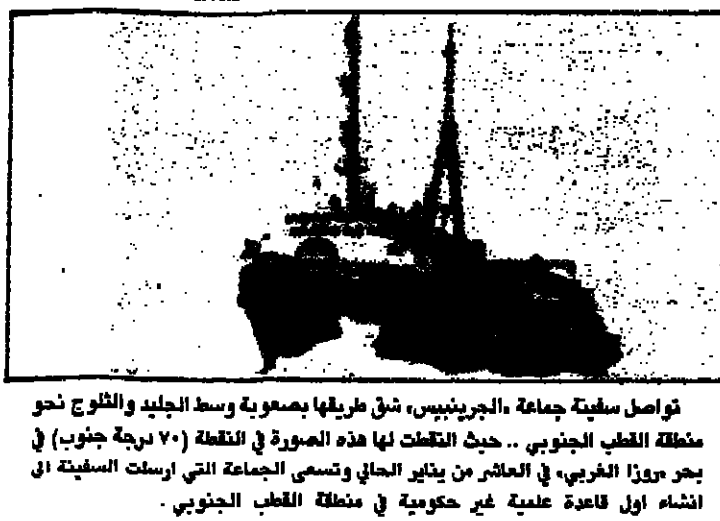 تواصل سفينة جماعة «الجرينبيس» شق طريقها بصعوبة وسط الجليد والثلوج نحو
منطقة القطب الجنوبي .. حيث التقطت لها هذه الصورة في النقطة (٧٠ درجة جنوب) في
بحر «روزا الغربي» في العاشر من يناير الحالي وتسعى الجماعة التي ارسلت السفينة الى
انشاء اول قاعدة علمية غير حكومية في منطقة القطب الجنوبي .